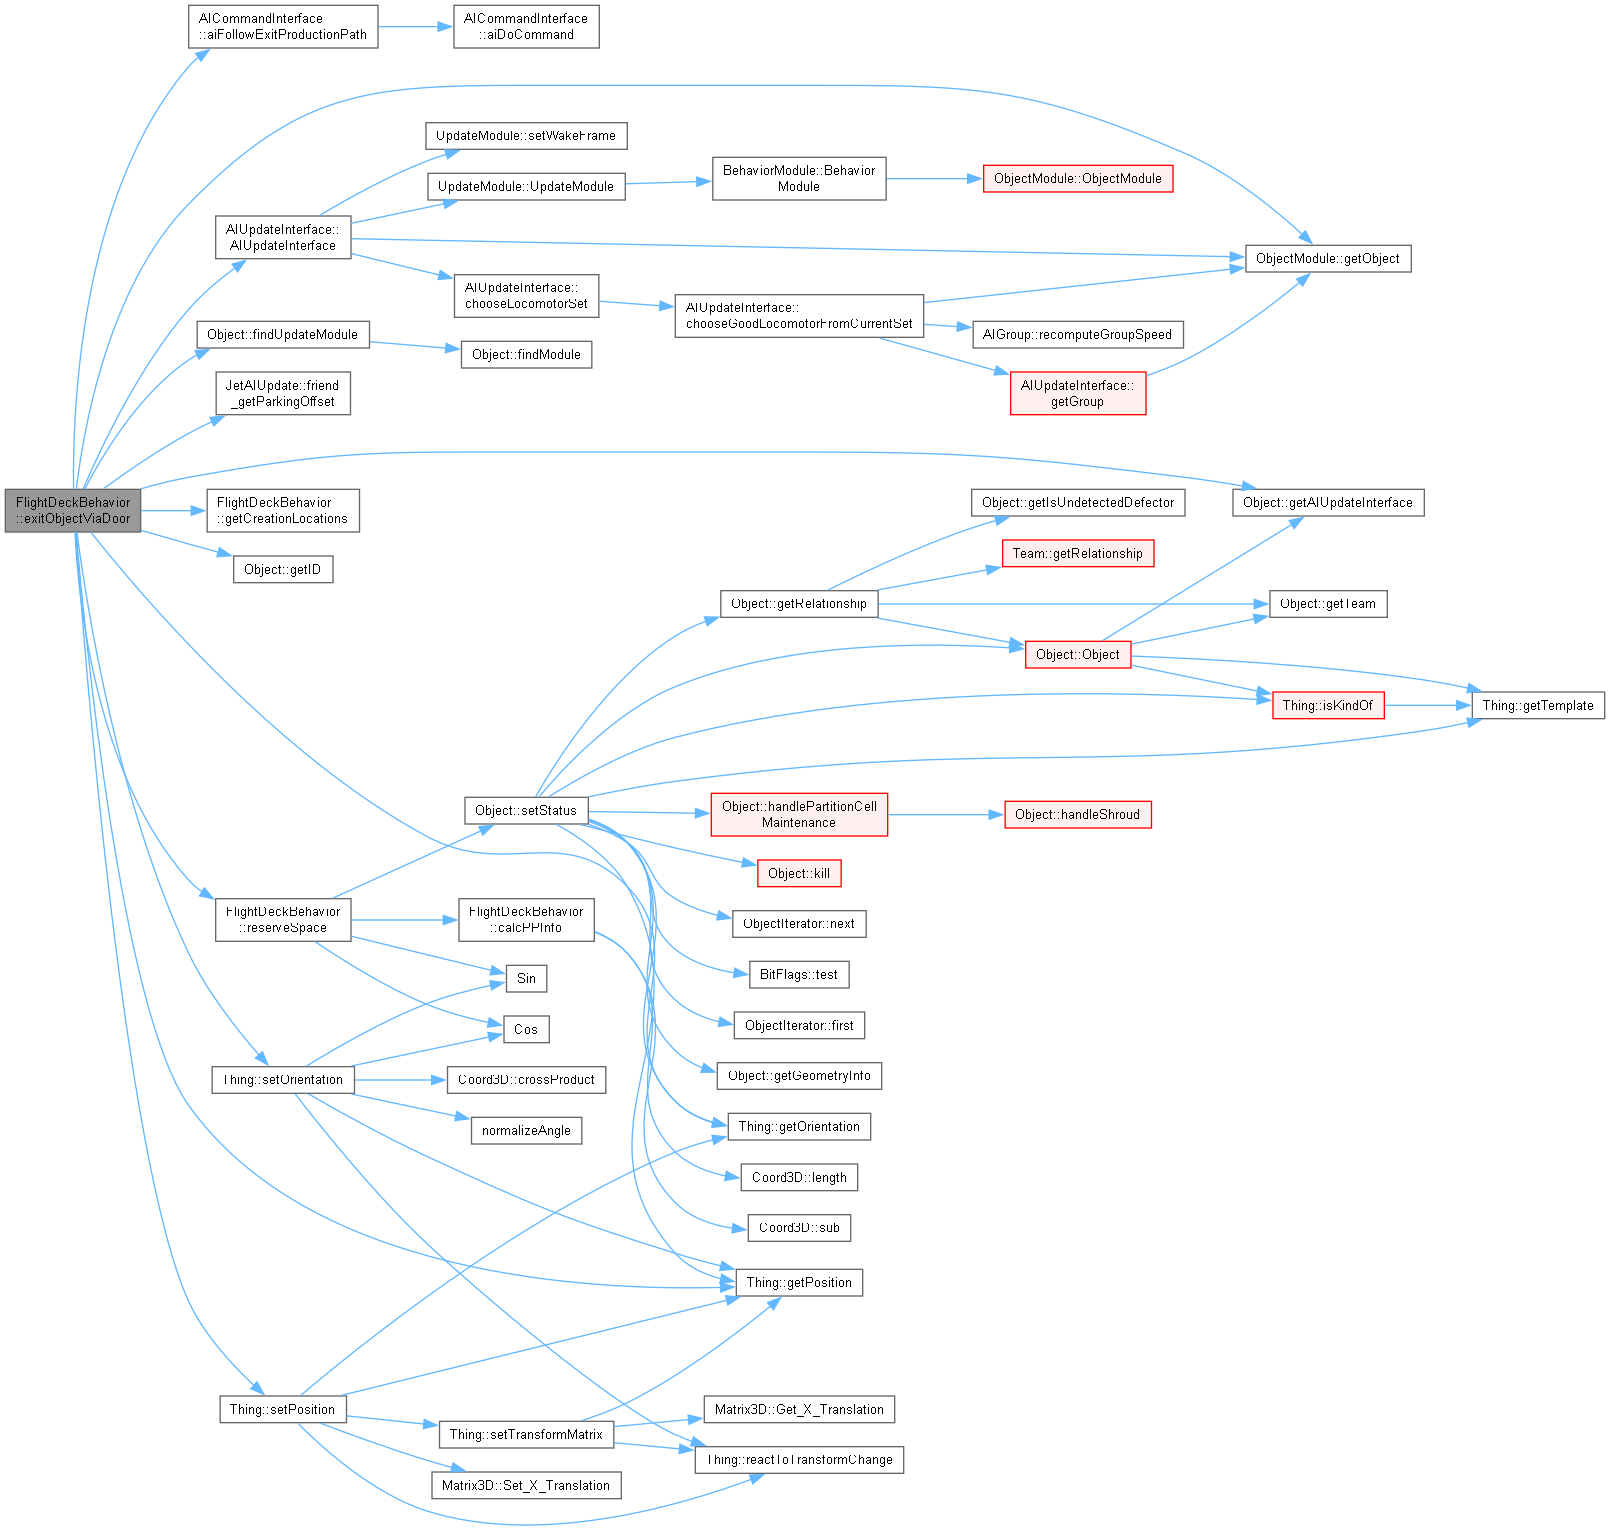 AICommandInterface
::aiFollowExitProductionPath
AICommandInterface
::aiDoCommand
UpdateModule::setWakeFrame
UpdateModule::UpdateModule
BehaviorModule::Behavior
Module
ObjectModule::ObjectModule
AIUpdateInterface::
AIUpdateInterface
ObjectModule::getObject
AIUpdateInterface::
chooseLocomotorSet
AIUpdateInterface::
chooseGoodLocomotorFromCurrentSet
AIGroup::recomputeGroupSpeed
Object::findUpdateModule
Object::findModule
AIUpdateInterface::
getGroup
JetAIUpdate::friend
_getParkingOffset
FlightDeckBehavior
::exitObjectViaDoor
FlightDeckBehavior
::getCreationLocations
Object::getIsUndetectedDefector
Object::getAIUpdateInterface
Object::getID
Team::getRelationship
Object::getRelationship
Object::getTeam
Object::Object
Thing::isKindOf
Thing::getTemplate
Object::setStatus
Object::handlePartitionCell
Maintenance
Object::handleShroud
Object::kill
FlightDeckBehavior
::reserveSpace
FlightDeckBehavior
::calcPPInfo
ObjectIterator::next
Sin
BitFlags::test
Cos
ObjectIterator::first
Thing::setOrientation
Coord3D::crossProduct
Object::getGeometryInfo
normalizeAngle
Thing::getOrientation
Coord3D::length
Coord3D::sub
Thing::getPosition
Thing::setPosition
Thing::setTransformMatrix
Matrix3D::Get_X_Translation
Thing::reactToTransformChange
Matrix3D::Set_X_Translation